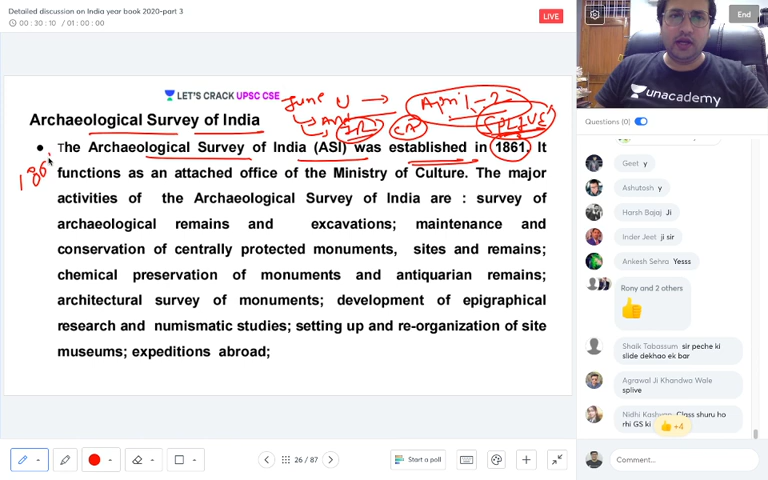 Detailed discussion on India year book 2020-part 3
00 : 30 : 10 / 01 : 00 : 00
LIVE
End
unacademy
LET'S CRACK UPSC CSE
June U → April-2
SPLIVE
Archaeological Survey of India
• The Archaeological Survey of India (ASI) was established in 1861. It
186
functions as an attached office of the Ministry of Culture. The major
activities of the Archaeological Survey of India are : survey of
archaeological remains and excavations; maintenance and
conservation of centrally protected monuments, sites and remains;
chemical preservation of monuments and antiquarian remains;
architectural survey of monuments; development of epigraphical
research and numismatic studies; setting up and re-organization of site
museums; expeditions abroad;
Questions (0)
Geet y
Ashutosh y
Harsh Bajaj Ji
Inder Jeet ji sir
Ankesh Sehra Yesss
Rony and 2 others
Shaik Tabassum sir peche ki
slide dekhao ek bar
Agrawal Ji Khandwa Wale
splive
Nidhi Kashyap Class shuru ho
rhi GS ki
+4
26 / 87
Start a poll
Comment...